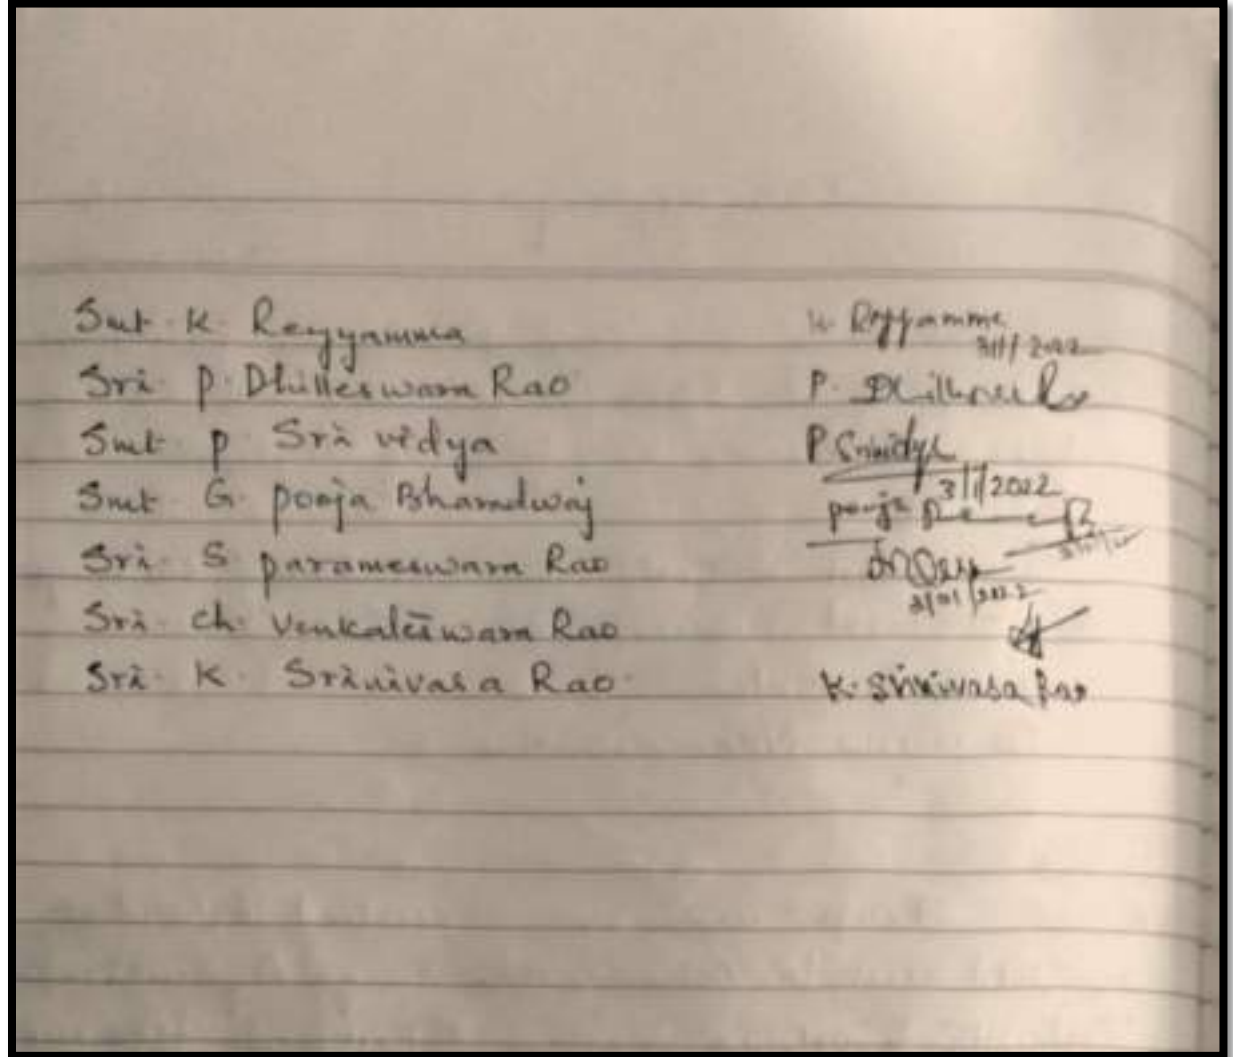 Smt. K. Reyyamma K. Reyyamma
3/1/2022
Sri. P. Dhilleswara Rao P.
Smt P Sri vidya P Srividya
3/1/2022
Smt G. pooja Bharadwaj pooja
Sri. S parameswara Rao
3/01/2022
Sri. ch. Venkateswara Rao
Sri. K. Srinivasa Rao. K. Srinivasa Rao